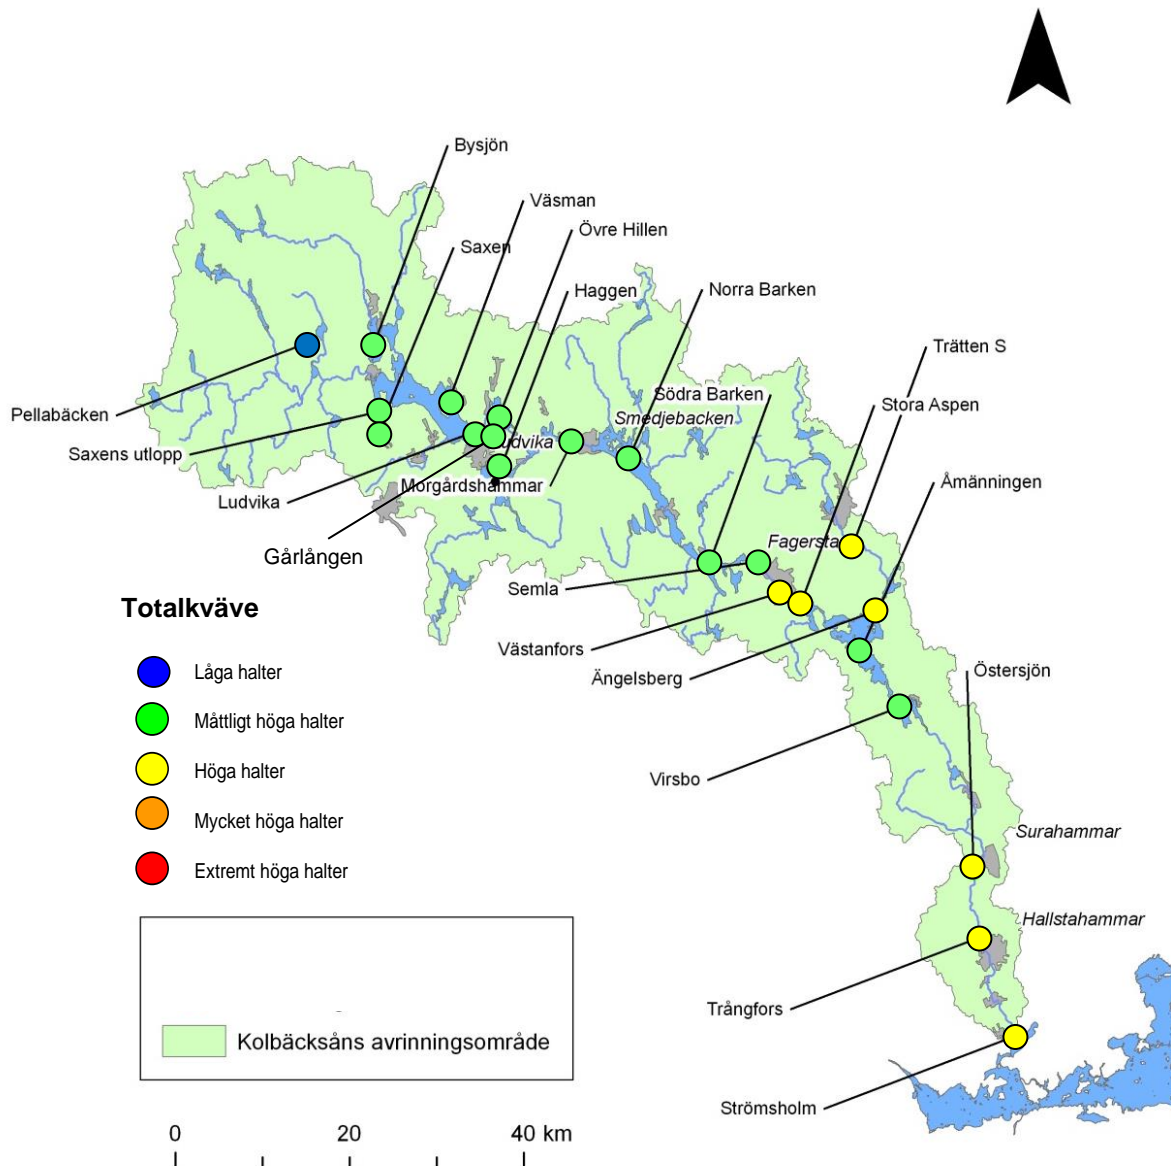 Bysjön
Väsman
Övre Hillen
Saxen
Haggen
Norra Barken
Trätten S
Södra Barken
Stora Aspen
Pellabäcken
Smedjebacken
Saxens utlopp
Ludvika
Morgårdshammar
Åmänningen
Ludvika
Gårlången
Fagersta
Semla
Totalkväve
Västanfors
Låga halter
Ängelsberg
Östersjön
Måttligt höga halter
Höga halter
Virsbo
Mycket höga halter
Surahammar
Extremt höga halter
Hallstahammar
Trångfors
Kolbäcksåns avrinningsområde
Strömsholm
0 20 40 km